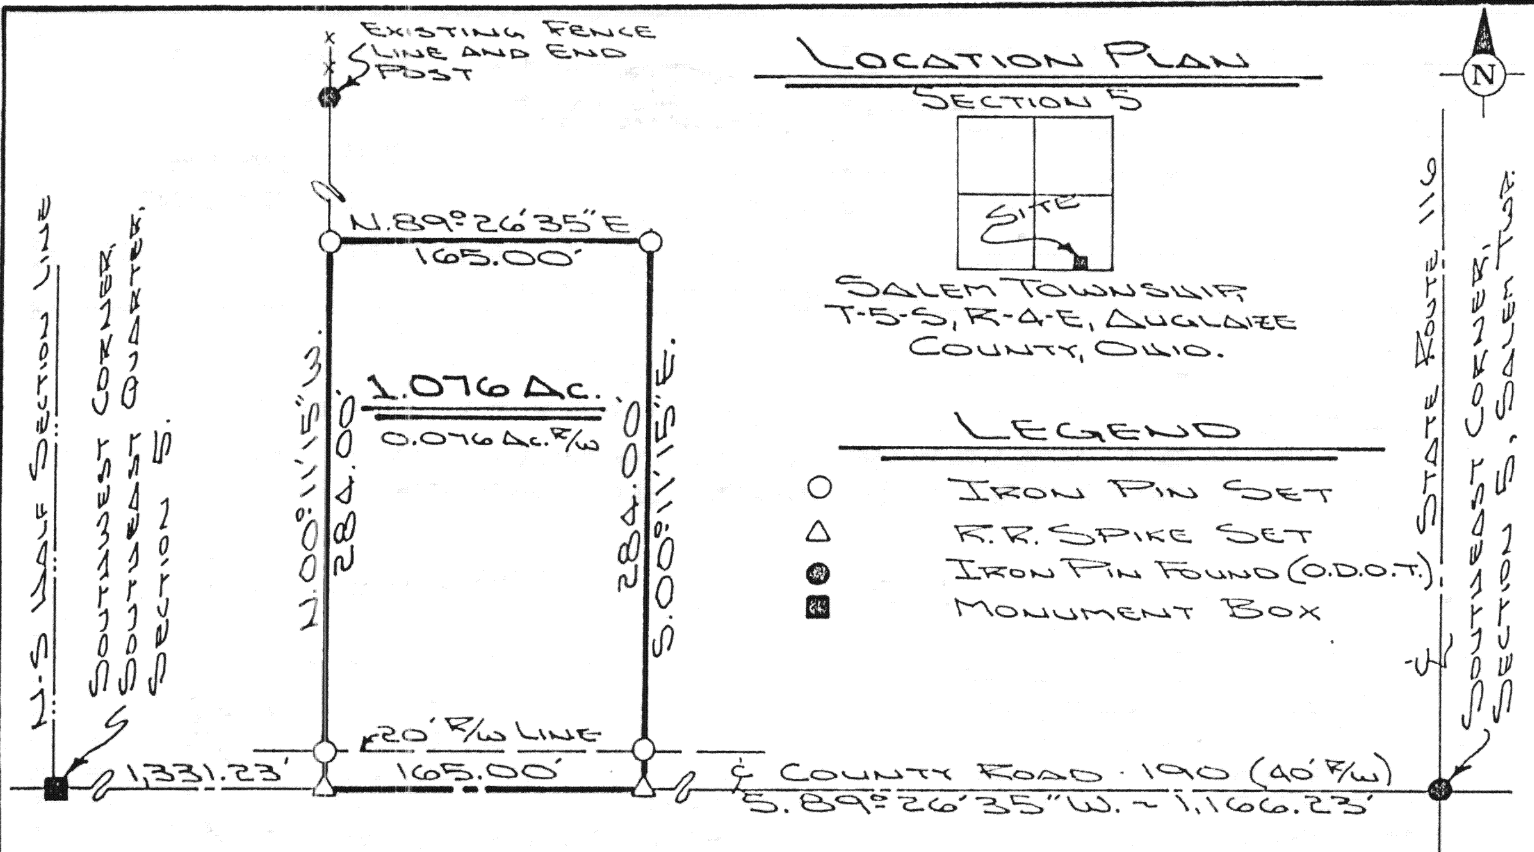 EXISTING FENCE
LINE AND END
POST
LOCATION PLAN
SECTION 5
N
SITE
SALEM TOWNSHIP,
T-5-S, R-4-E, AUGLAIZE
COUNTY, OHIO.
N.89°26'35"E
165.00'
1.076 AC.
0.076 AC. R/W
N.00°11'15"W.
284.00'
284.00'
S.00°11'15"E.
LEGEND
IRON PIN SET
R.R. SPIKE SET
IRON PIN FOUND (O.D.O.T.)
MONUMENT BOX
N-S HALF SECTION LINE
SOUTHWEST CORNER,
SOUTHEAST QUARTER,
SECTION 5.
STATE ROUTE 116
SOUTHEAST CORNER,
SECTION 5, SALEM TWP.
20' R/W LINE
1,331.23'
165.00'
℄ COUNTY ROAD - 190 (40' R/W)
S.89°26'35"W. ~ 1,166.23'
℄